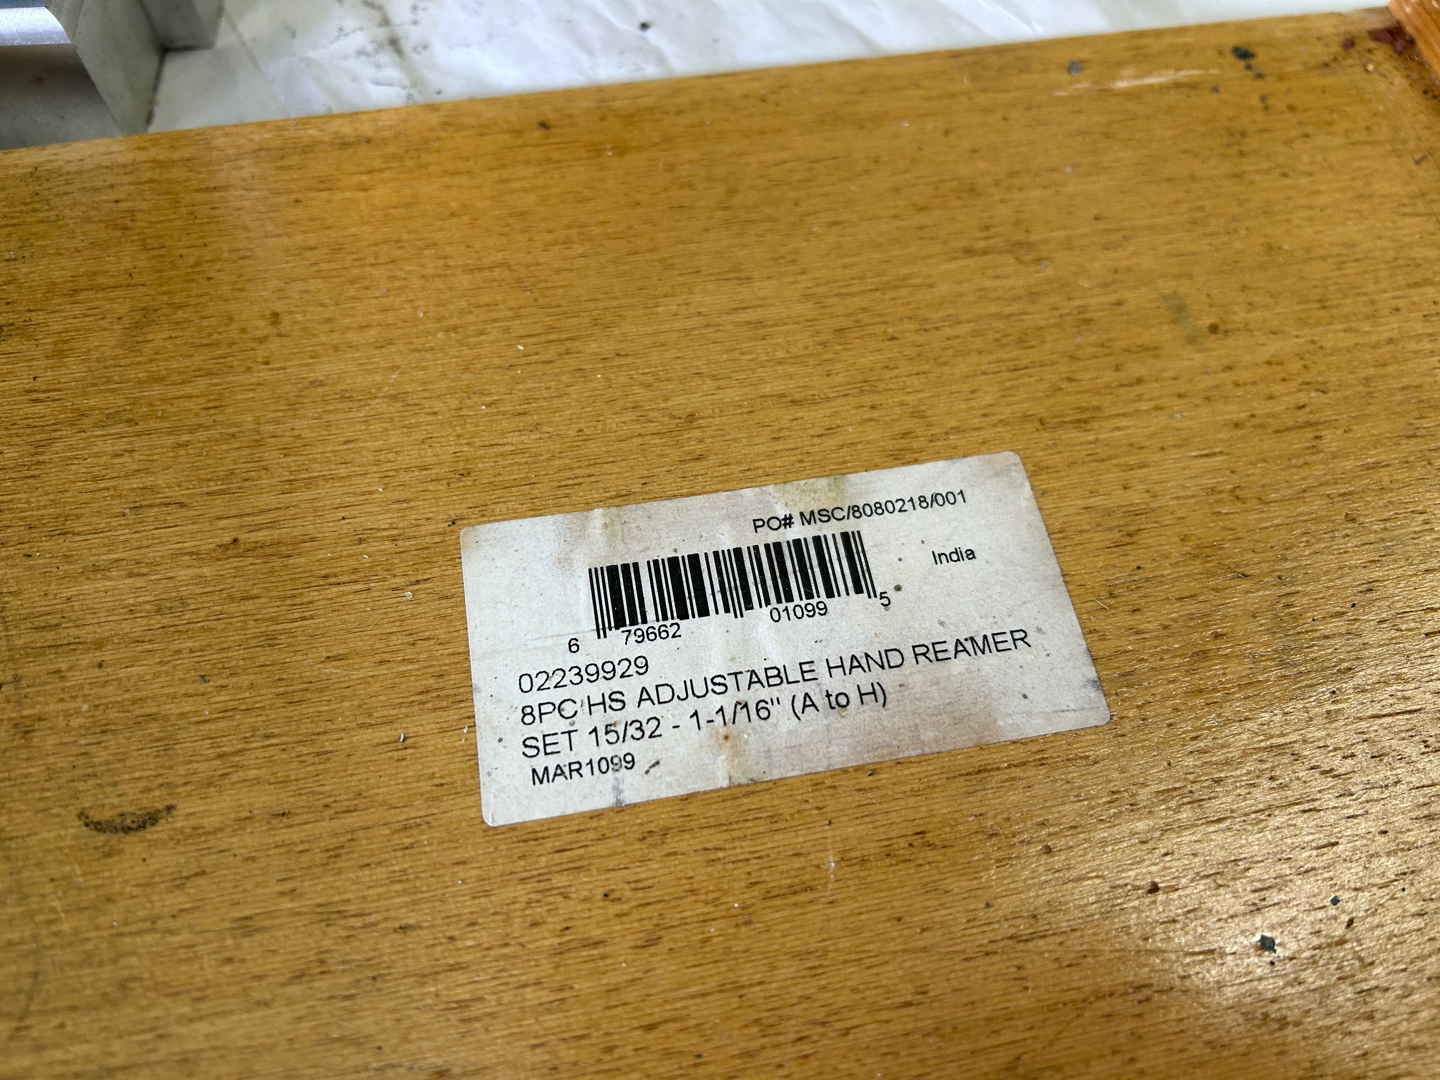 PO# MSC/8080218/001
India
6 79662 01099 5
02239929
8PC HS ADJUSTABLE HAND REAMER
SET 15/32 - 1-1/16" (A to H)
MAR1099